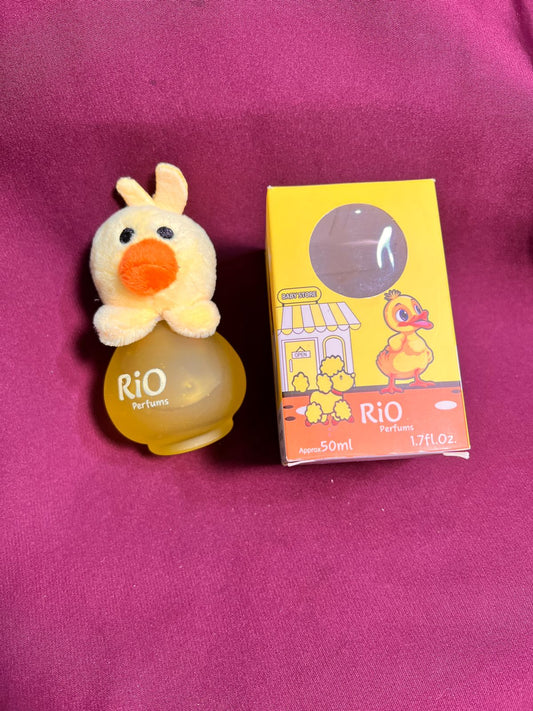 RiO
Perfums
BABY STORE
OPEN
RiO
Perfums
Approx.50ml
1.7fl.Oz.